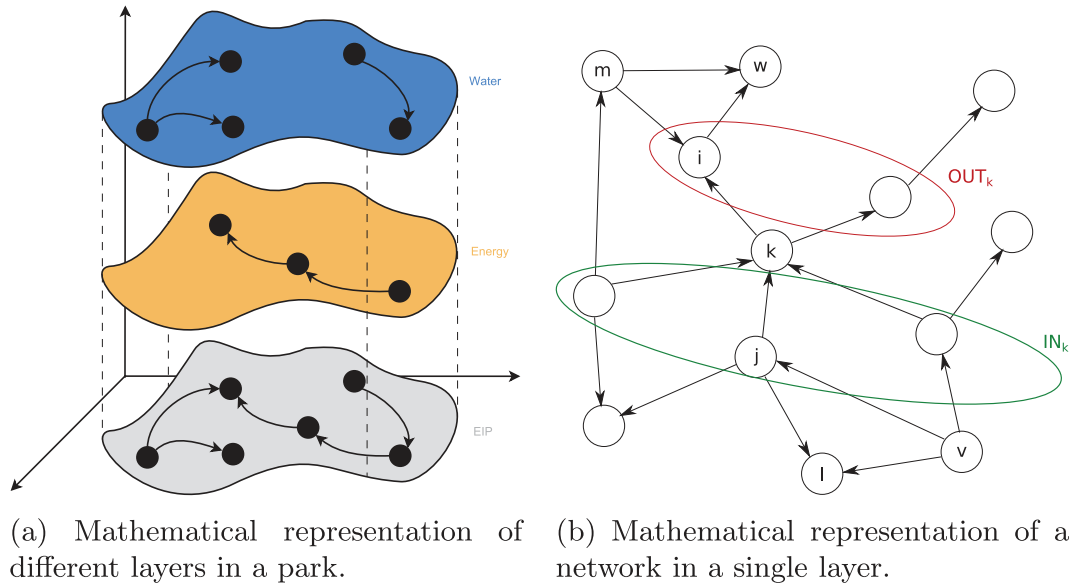 Water
Energy
EIP
m
w
i
OUTk
k
INk
j
v
l
(a) Mathematical representation of
different layers in a park.
(b) Mathematical representation of a
network in a single layer.